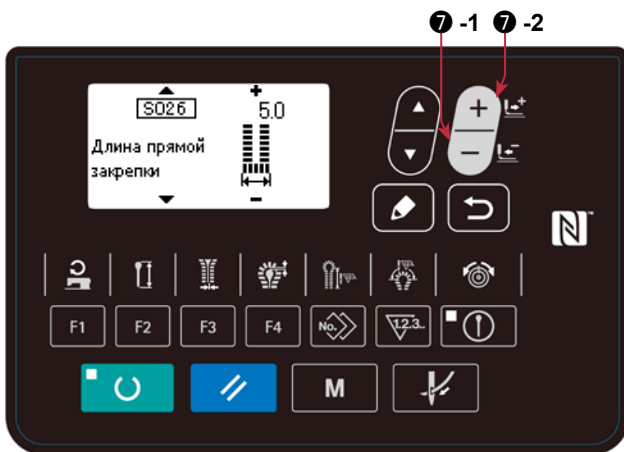 ❼ -1 ❼ -2
S026 5.0
Длина прямой
закрепки
F1 F2 F3 F4 No. 1.2.3..
M
N